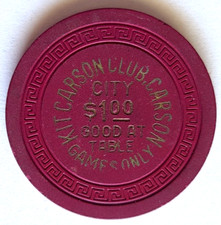 KIT CARSON CLUB, CARSON
CITY
$1.00
GOOD AT
TABLE
GAMES ONLY